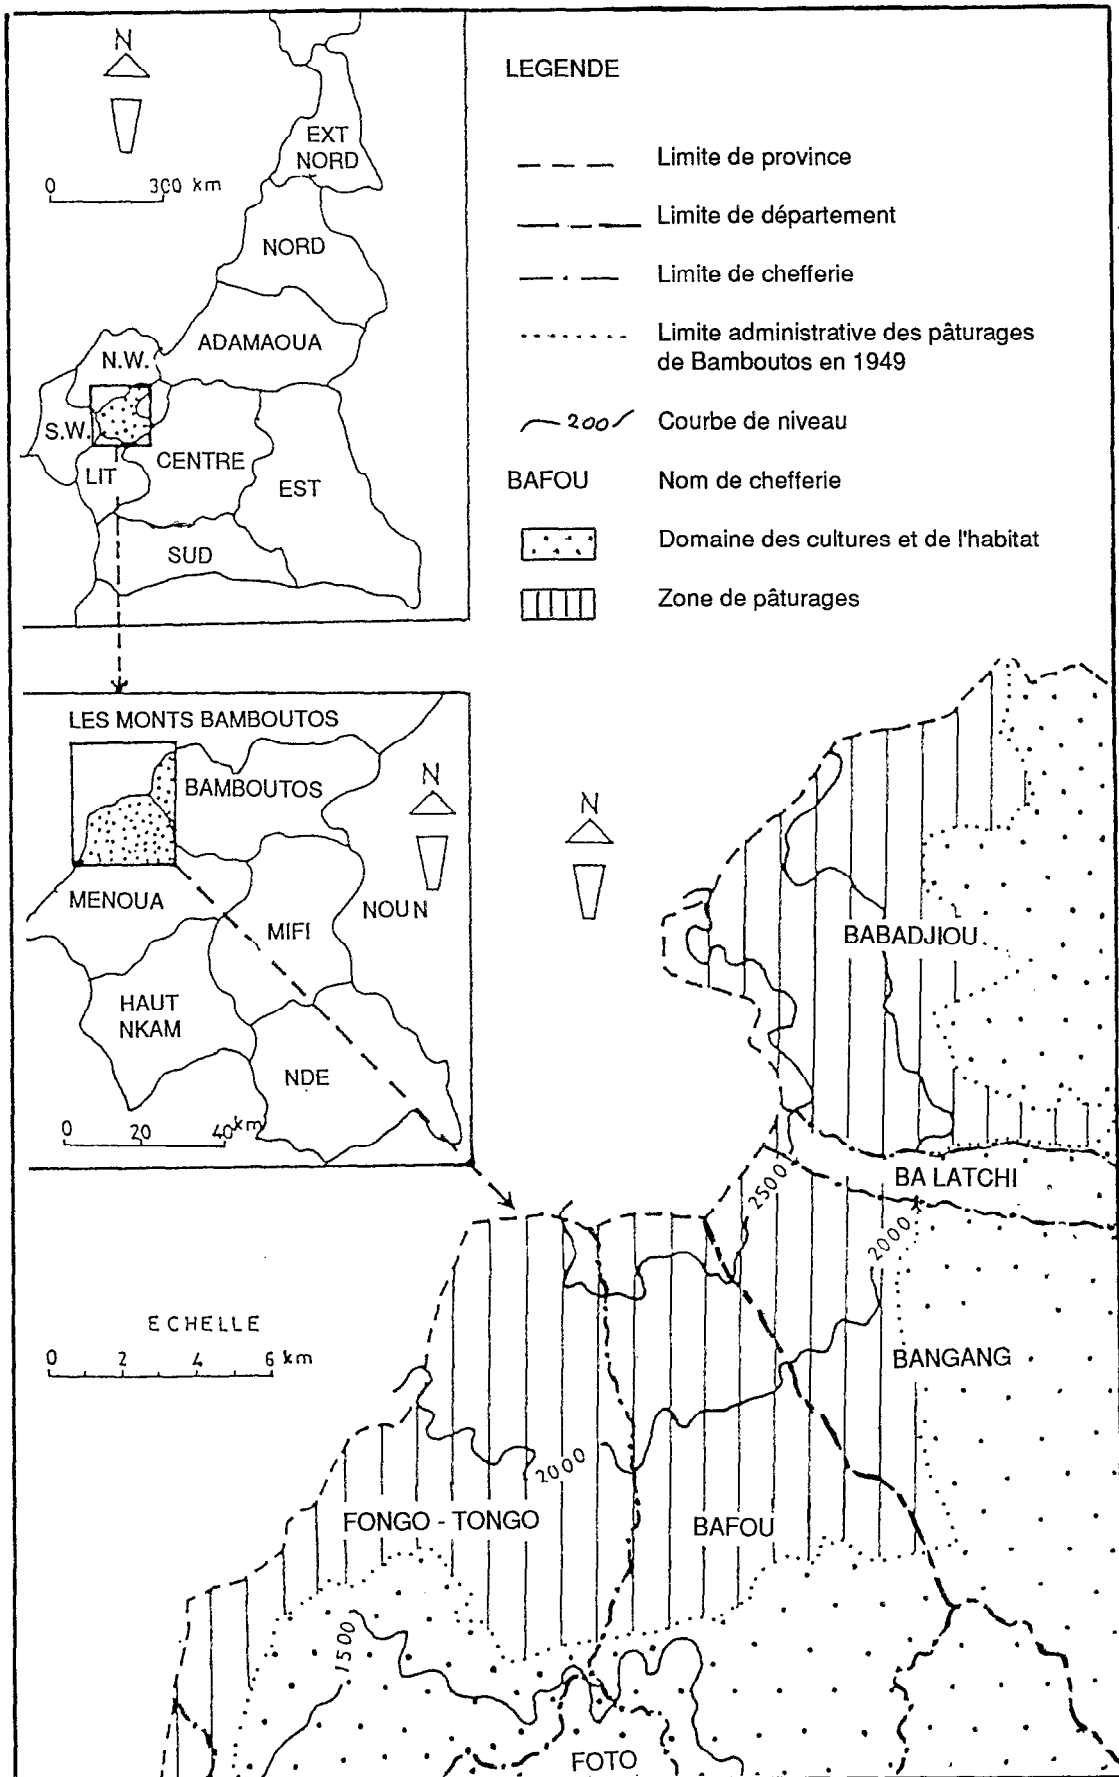 N
0 300 km
EXT
NORD
NORD
ADAMAOUA
N.W.
S.W.
LIT
CENTRE
EST
SUD
LEGENDE
Limite de province
Limite de département
Limite de chefferie
Limite administrative des pâturages
de Bamboutos en 1949
200 Courbe de niveau
BAFOU Nom de chefferie
Domaine des cultures et de l'habitat
Zone de pâturages
LES MONTS BAMBOUTOS
BAMBOUTOS
N
MENOUA
NOUN
MIFI
HAUT
NKAM
NDE
0 20 40 km
N
BABADJIOU
BA LATCHI
2500
2000
ECHELLE
0 2 4 6 km
BANGANG
2000
FONGO - TONGO
BAFOU
1500
FOTO